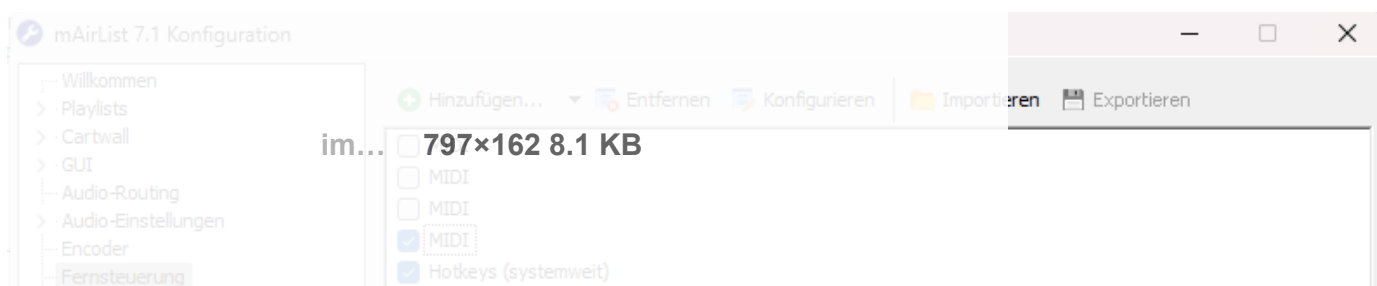 mAirList 7.1 Konfiguration
Willkommen
Playlists
Cartwall
GUI
Audio-Routing
Audio-Einstellungen
Encoder
Fernsteuerung
Hinzufügen... Entfernen Konfigurieren Importieren Exportieren
im… 797×162 8.1 KB
MIDI
MIDI
MIDI
Hotkeys (systemweit)